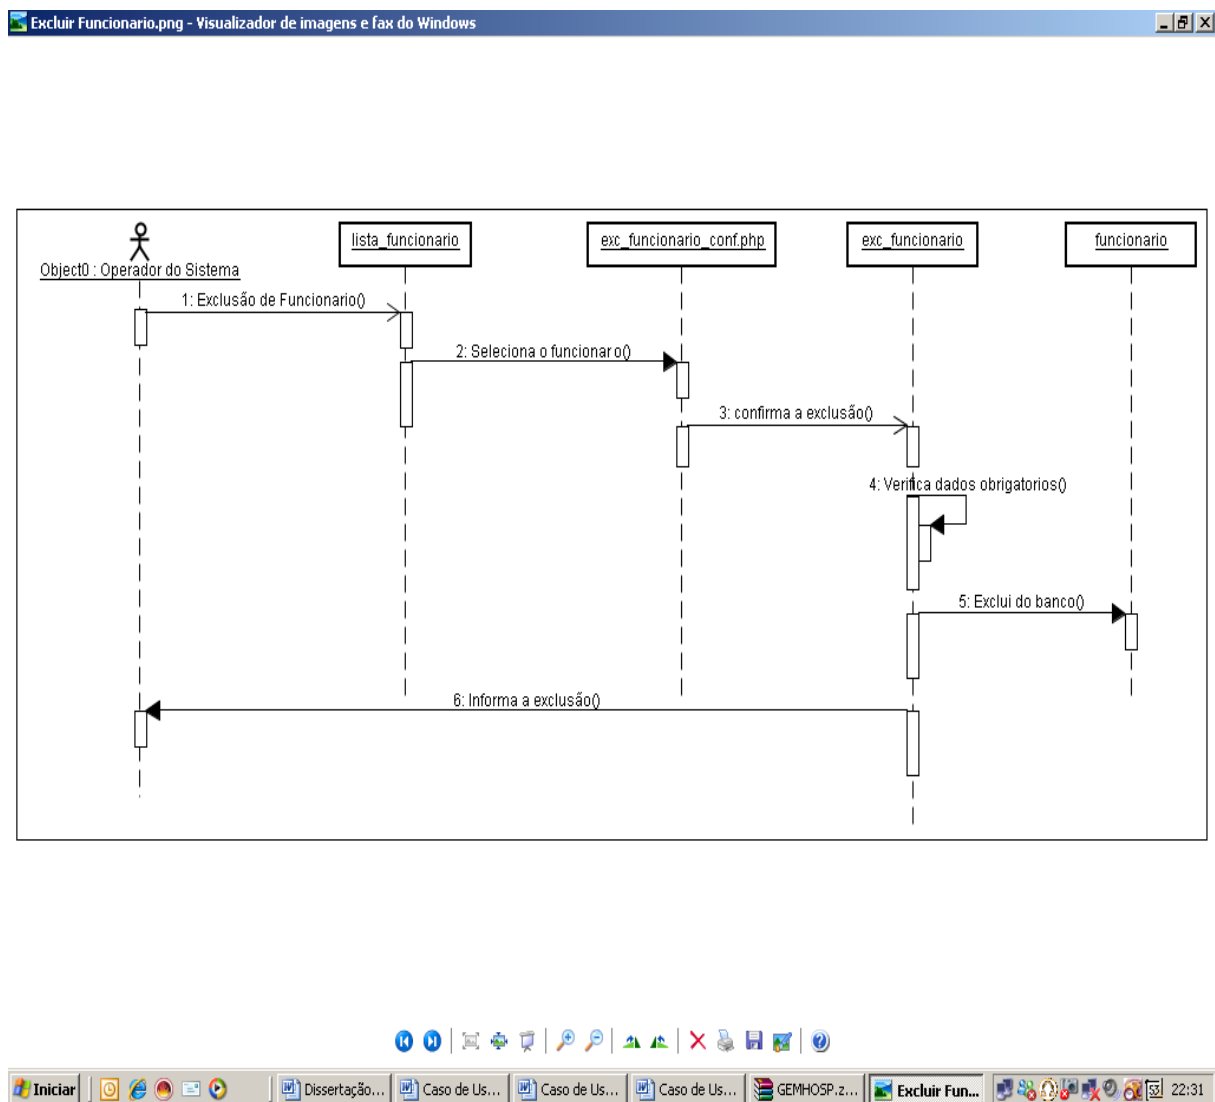 Excluir Funcionario.png - Visualizador de imagens e fax do Windows
lista_funcionario
exc_funcionario_conf.php
exc_funcionario
funcionario
Object0 : Operador do Sistema
1: Exclusão de Funcionario()
2: Seleciona o funcionaro()
3: confirma a exclusão()
4: Verifica dados obrigatorios()
5: Exclui do banco()
6: Informa a exclusão()
Iniciar
Dissertação...
Caso de Us...
Caso de Us...
Caso de Us...
GEMHOSP.z...
Excluir Fun...
22:31